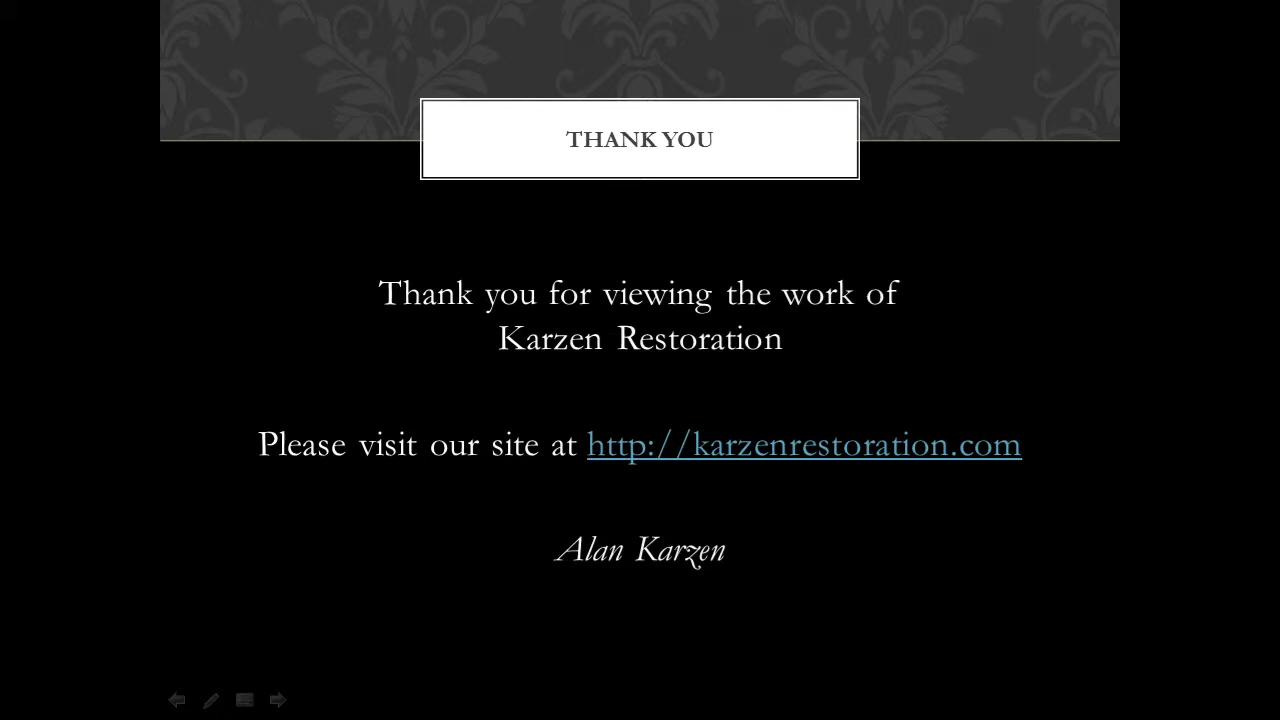 THANK YOU
Thank you for viewing the work of
Karzen Restoration
Please visit our site at http://karzenrestoration.com
Alan Karzen